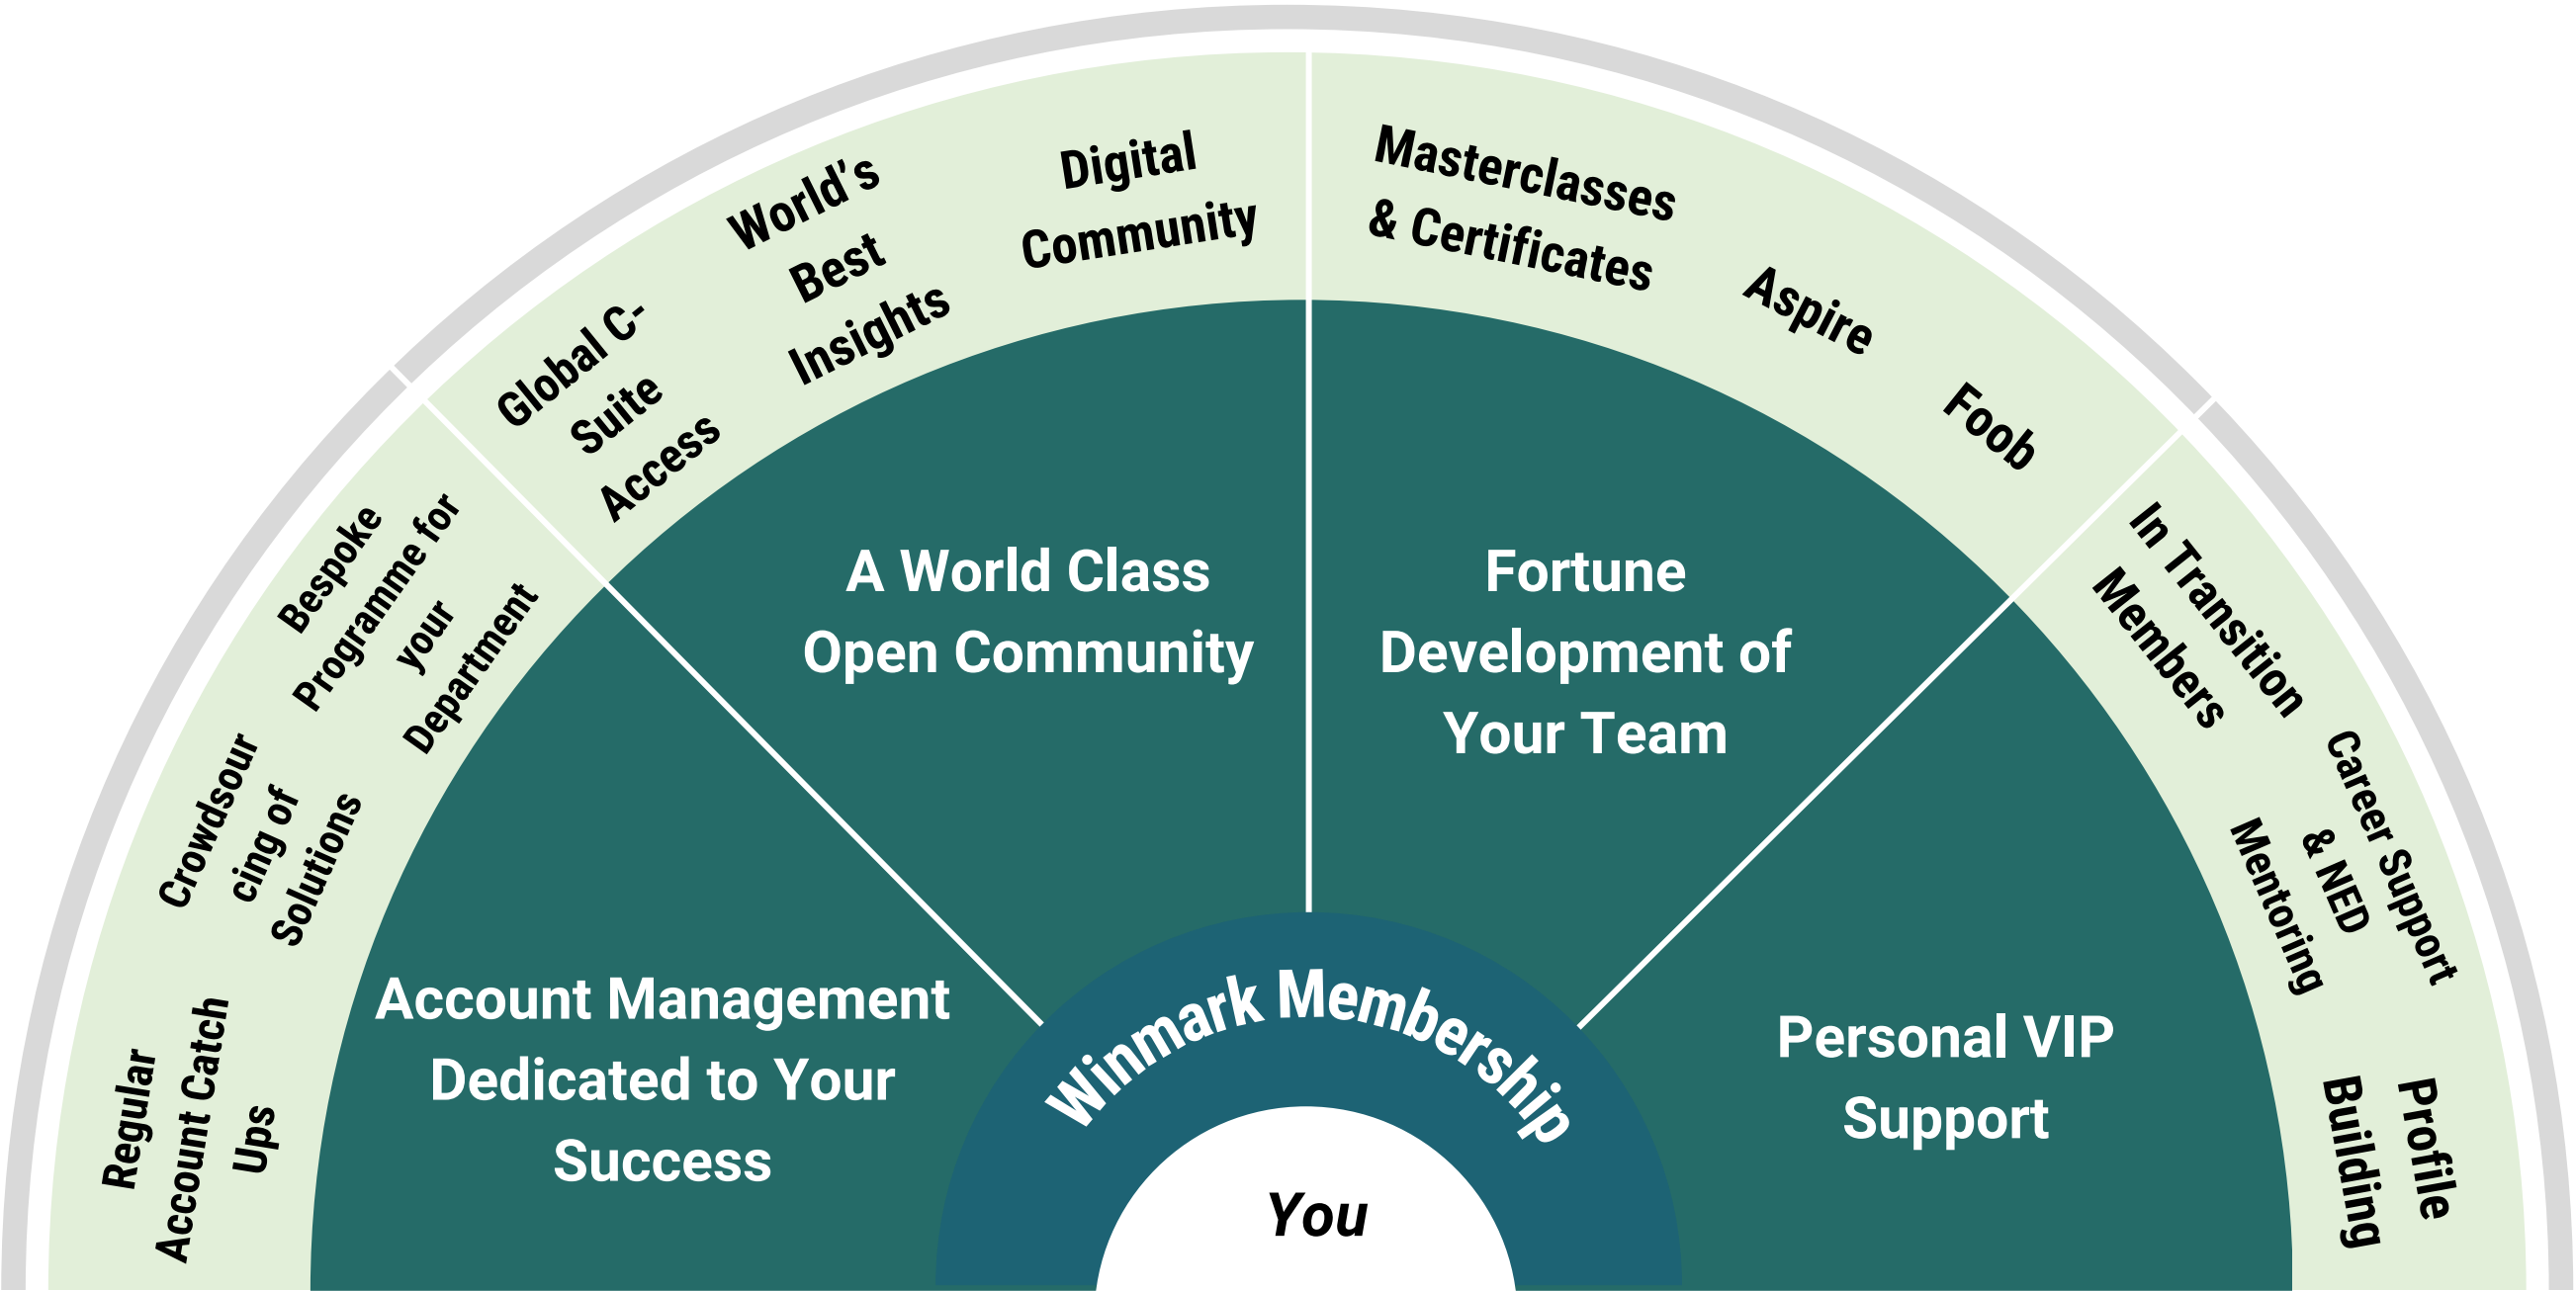 Regular
Account Catch
Ups
Crowdsour
cing of
Solutions
Bespoke
Programme for
your
Department
Global C-
Suite
Access
World's
Best
Insights
Digital
Community
Masterclasses
& Certificates
Aspire
Foob
In Transition
Members
Career Support
& NED
Mentoring
Profile
Building
Account Management
Dedicated to Your
Success
A World Class
Open Community
Fortune
Development of
Your Team
Personal VIP
Support
Winmark Membership
You